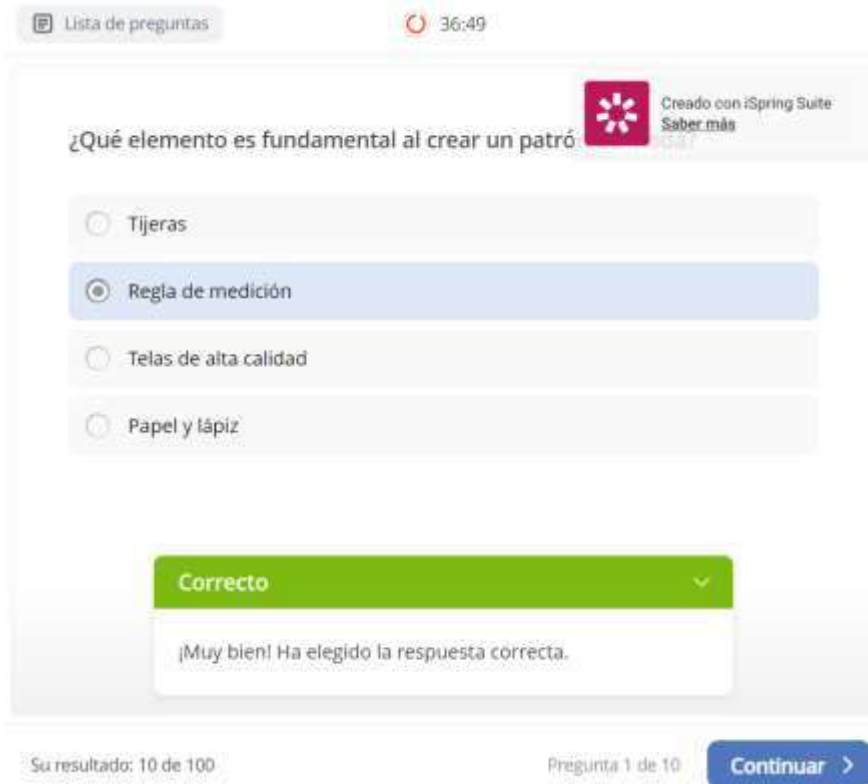 Lista de preguntas
36:49
Creado con iSpring Suite
Saber más
¿Qué elemento es fundamental al crear un patró
Tijeras
Regla de medición
Telas de alta calidad
Papel y lápiz
Correcto
¡Muy bien! Ha elegido la respuesta correcta.
Su resultado: 10 de 100
Pregunta 1 de 10
Continuar